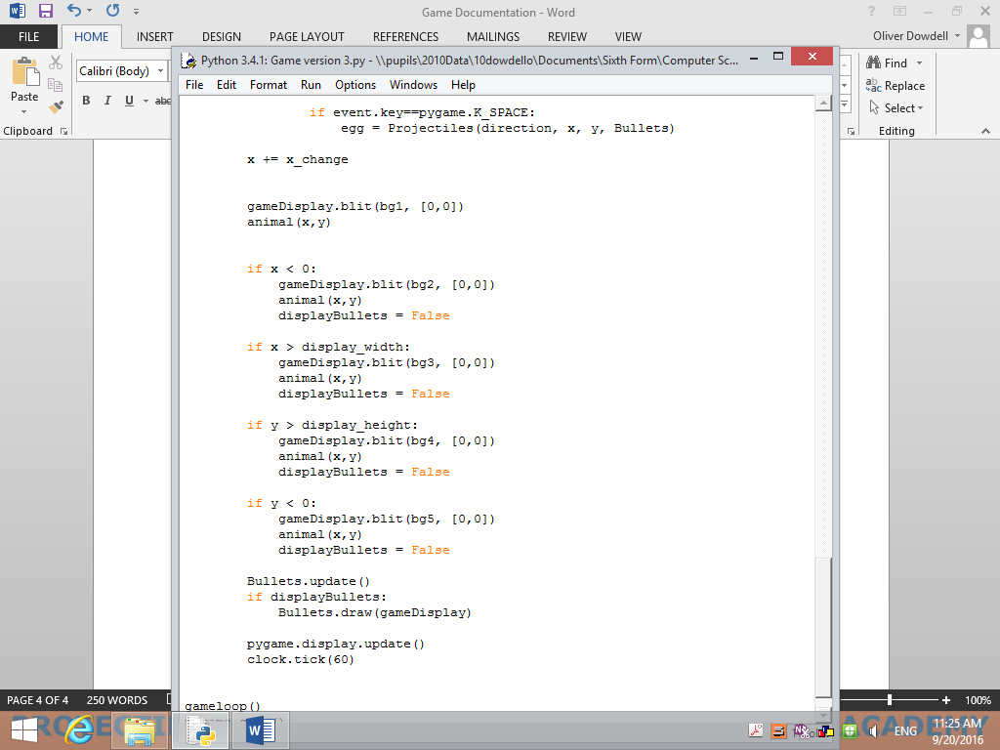 Game Documentation - Word
FILE HOME INSERT DESIGN PAGE LAYOUT REFERENCES MAILINGS REVIEW VIEW Oliver Dowdell
Python 3.4.1: Game version 3.py - \\pupils\2010Data\10dowdello\Documents\Sixth Form\Computer Sc...
File Edit Format Run Options Windows Help
Calibri (Body)
Paste
B I U abc
Clipboard
Find
Replace
Select
Editing
if event.key==pygame.K_SPACE:
egg = Projectiles(direction, x, y, Bullets)
x += x_change
gameDisplay.blit(bg1, [0,0])
animal(x,y)
if x < 0:
gameDisplay.blit(bg2, [0,0])
animal(x,y)
displayBullets = False
if x > display_width:
gameDisplay.blit(bg3, [0,0])
animal(x,y)
displayBullets = False
if y > display_height:
gameDisplay.blit(bg4, [0,0])
animal(x,y)
displayBullets = False
if y < 0:
gameDisplay.blit(bg5, [0,0])
animal(x,y)
displayBullets = False
Bullets.update()
if displayBullets:
Bullets.draw(gameDisplay)
pygame.display.update()
clock.tick(60)
gameloop()
PAGE 4 OF 4 250 WORDS 100%
ACADEMY
ENG
11:25 AM
9/20/2016